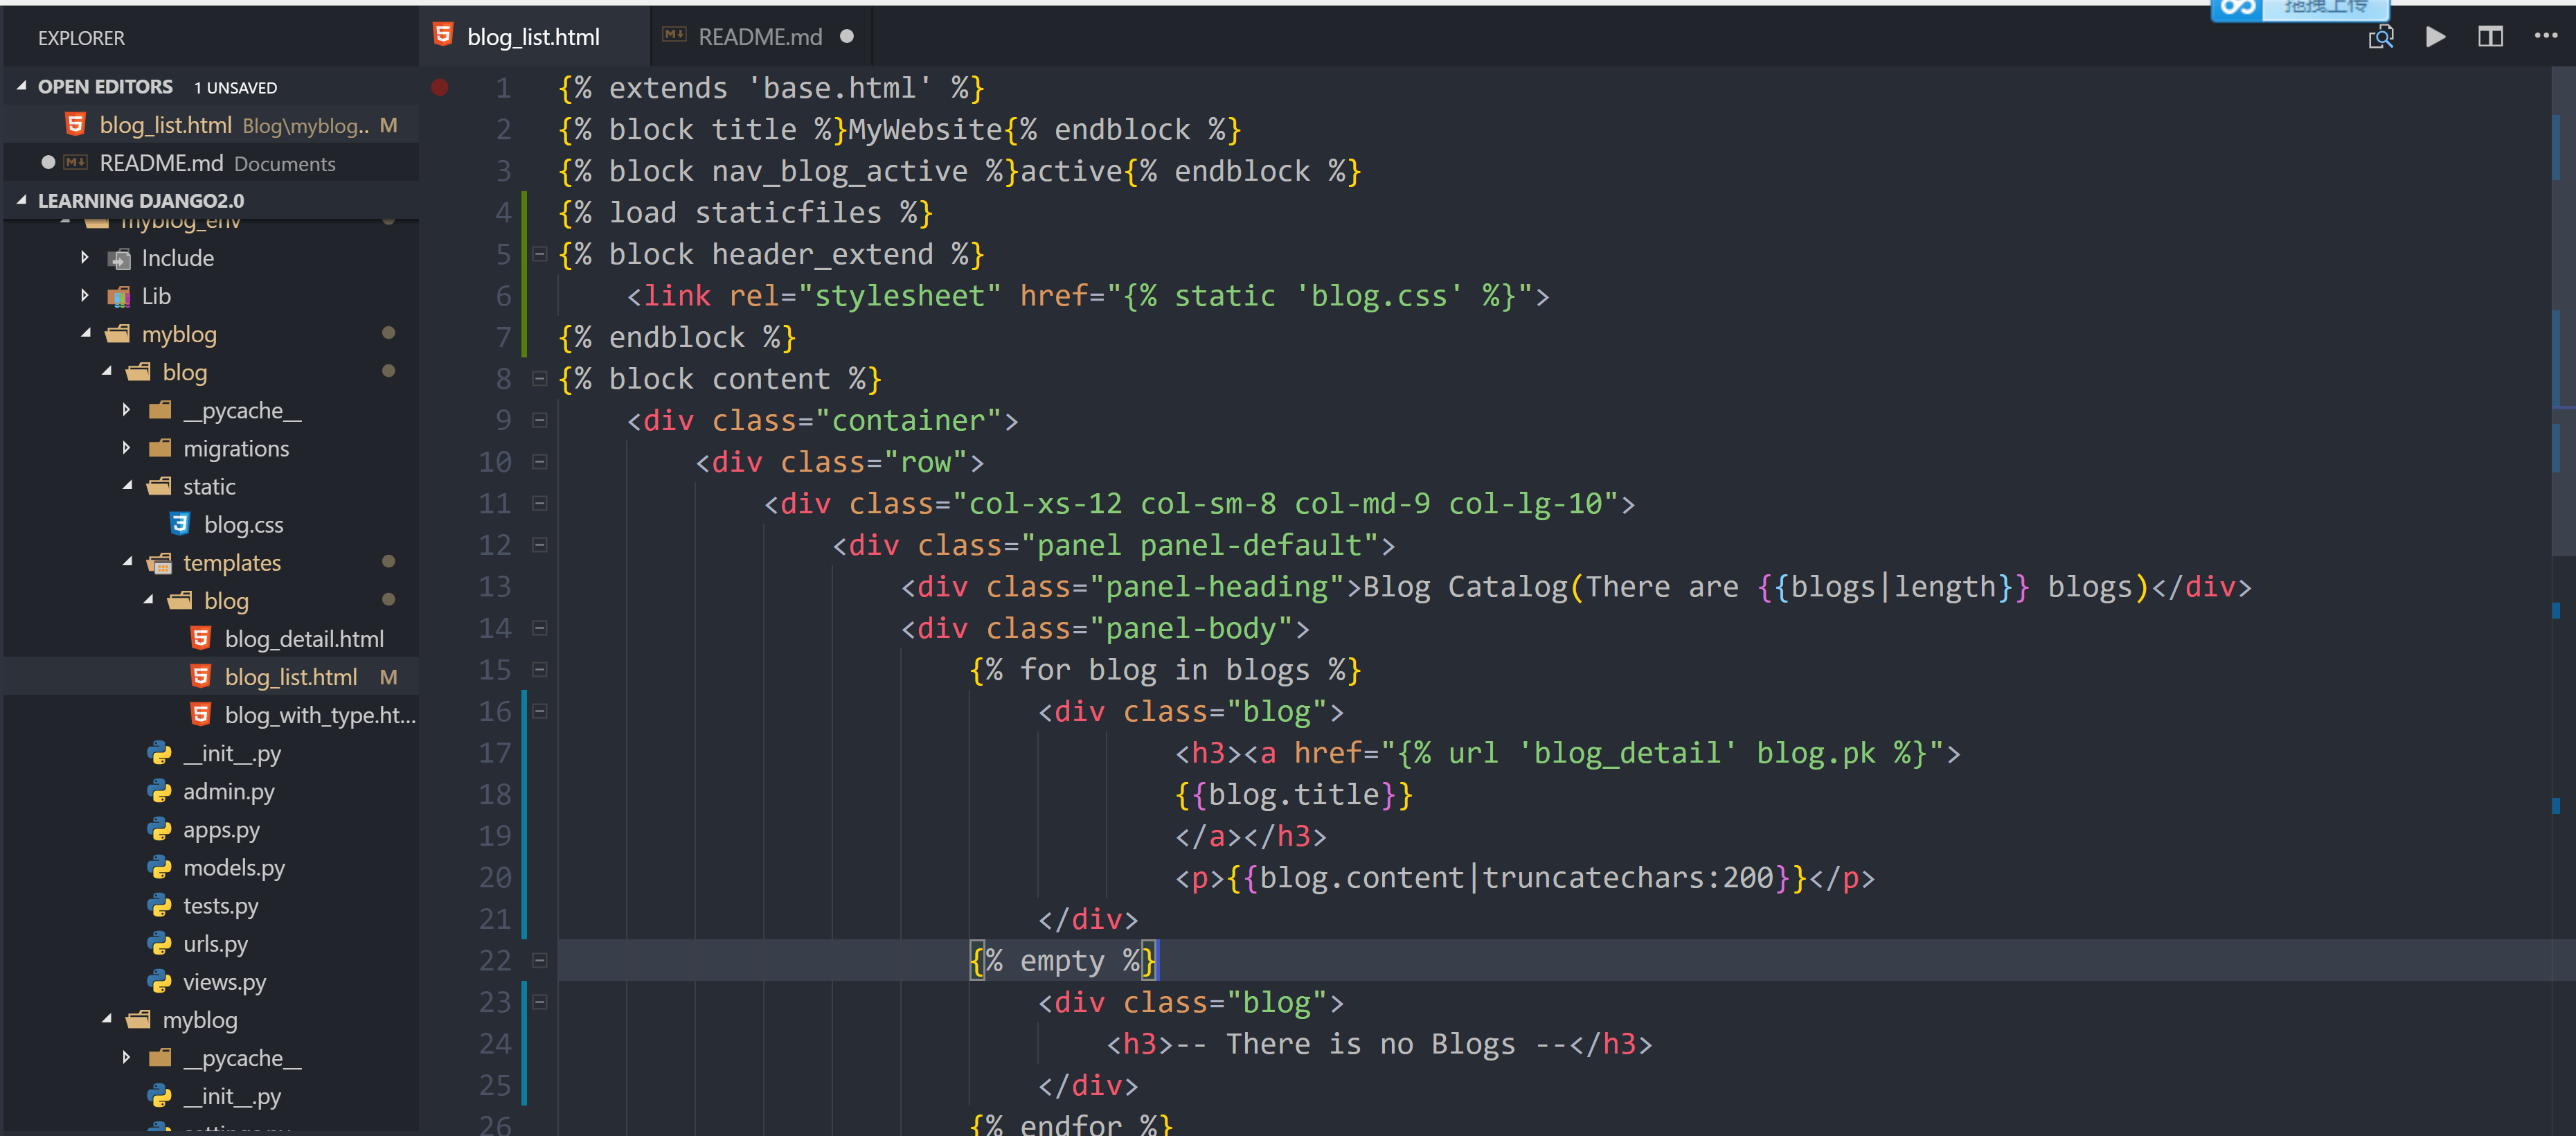 拖拽上传
EXPLORER
OPEN EDITORS 1 UNSAVED
blog_list.html Blog\myblog.. M
README.md Documents
LEARNING DJANGO2.0
myblog_env
Include
Lib
myblog
blog
__pycache__
migrations
static
blog.css
templates
blog
blog_detail.html
blog_list.html M
blog_with_type.ht...
__init__.py
admin.py
apps.py
models.py
tests.py
urls.py
views.py
myblog
__pycache__
__init__.py
settings.py
blog_list.html README.md
1 {% extends 'base.html' %}
2 {% block title %}MyWebsite{% endblock %}
3 {% block nav_blog_active %}active{% endblock %}
4 {% load staticfiles %}
5 {% block header_extend %}
6 <link rel="stylesheet" href="{% static 'blog.css' %}">
7 {% endblock %}
8 {% block content %}
9 <div class="container">
10 <div class="row">
11 <div class="col-xs-12 col-sm-8 col-md-9 col-lg-10">
12 <div class="panel panel-default">
13 <div class="panel-heading">Blog Catalog(There are {{blogs|length}} blogs)</div>
14 <div class="panel-body">
15 {% for blog in blogs %}
16 <div class="blog">
17 <h3><a href="{% url 'blog_detail' blog.pk %}">
18 {{blog.title}}
19 </a></h3>
20 <p>{{blog.content|truncatechars:200}}</p>
21 </div>
22 {% empty %}
23 <div class="blog">
24 <h3>-- There is no Blogs --</h3>
25 </div>
26 {% endfor %}